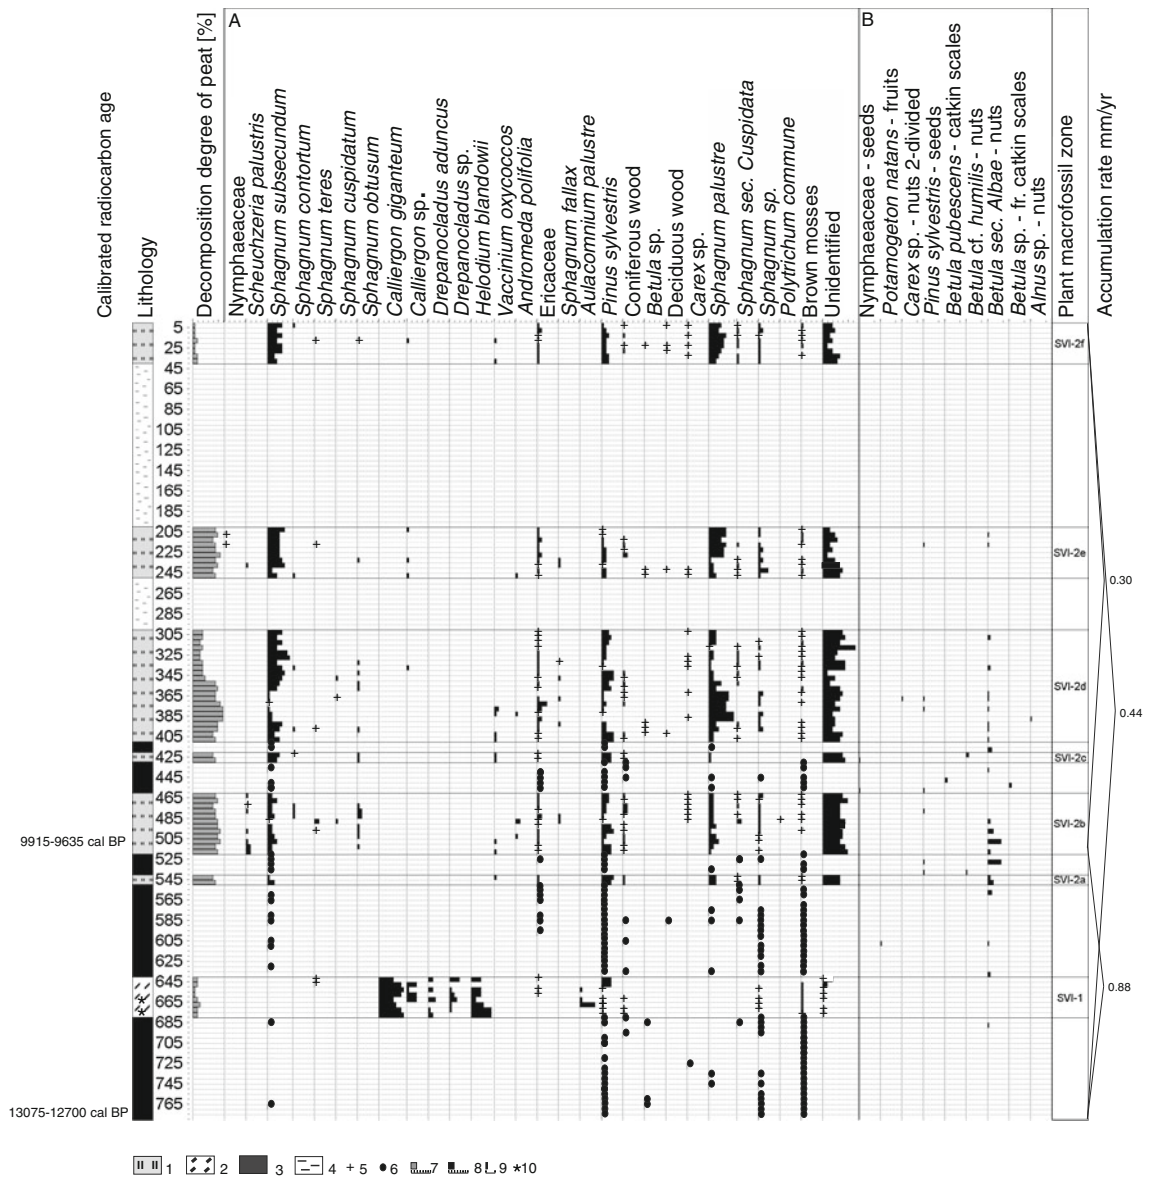 A
B
Calibrated radiocarbon age
Lithology
Decomposition degree of peat [%]
Nymphaeaceae
Scheuchzeria palustris
Sphagnum subsecundum
Sphagnum contortum
Sphagnum teres
Sphagnum cuspidatum
Sphagnum obtusum
Calliergon giganteum
Calliergon sp.
Drepanocladus aduncus
Drepanocladus sp.
Helodium blandowii
Vaccinium oxycoccos
Andromeda polifolia
Ericaceae
Sphagnum fallax
Aulacomnium palustre
Pinus sylvestris
Coniferous wood
Betula sp.
Deciduous wood
Carex sp.
Sphagnum palustre
Sphagnum sec. Cuspidata
Sphagnum sp.
Polytrichum commune
Brown mosses
Unidentified
Nymphaeaceae - seeds
Potamogeton natans - fruits
Carex sp. - nuts 2-divided
Pinus sylvestris - seeds
Betula pubescens - catkin scales
Betula cf. humilis - nuts
Betula sec. Albae - nuts
Betula sp. - fr. catkin scales
Alnus sp. - nuts
Plant macrofossil zone
Accumulation rate mm/yr
5
25
45
65
85
105
125
145
165
185
205
225
245
265
285
305
325
345
365
385
405
425
445
465
485
505
525
545
565
585
605
625
645
665
685
705
725
745
765
9915-9635 cal BP
13075-12700 cal BP
SVI-2f
SVI-2e
SVI-2d
SVI-2c
SVI-2b
SVI-2a
SVI-1
0.30
0.44
0.88
1 2 3 4 +5 6 7 8 9 *10